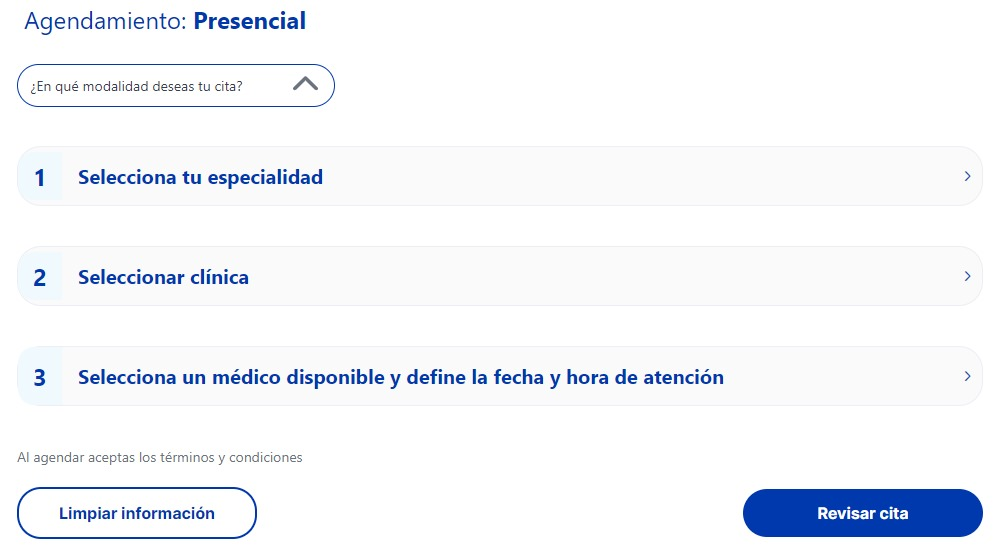 Agendamiento: Presencial
¿En qué modalidad deseas tu cita?
1 Selecciona tu especialidad
2 Seleccionar clínica
3 Selecciona un médico disponible y define la fecha y hora de atención
Al agendar aceptas los términos y condiciones
Limpiar información
Revisar cita